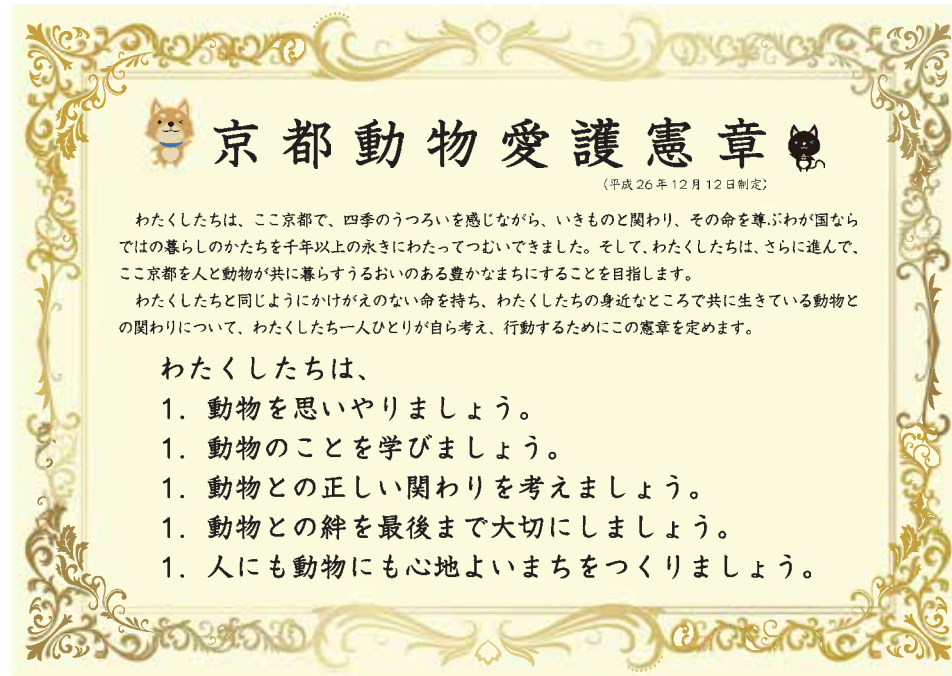 京都動物愛護憲章
(平成26年12月12日制定)
わたくしたちは、ここ京都で、四季のうつろいを感じながら、いきものと関わり、その命を尊ぶわが国なら
ではの暮らしのかたちを千年以上の永きにわたってつむいできました。そして、わたくしたちは、さらに進んで、
ここ京都を人と動物が共に暮らすうるおいのある豊かなまちにすることを目指します。
わたくしたちと同じようにかけがえのない命を持ち、わたくしたちの身近なところで共に生きている動物と
の関わりについて、わたくしたち一人ひとりが自ら考え、行動するためにこの憲章を定めます。
わたくしたちは、
1. 動物を思いやりましょう。
1. 動物のことを学びましょう。
1. 動物との正しい関わりを考えましょう。
1. 動物との絆を最後まで大切にしましょう。
1. 人にも動物にも心地よいまちをつくりましょう。